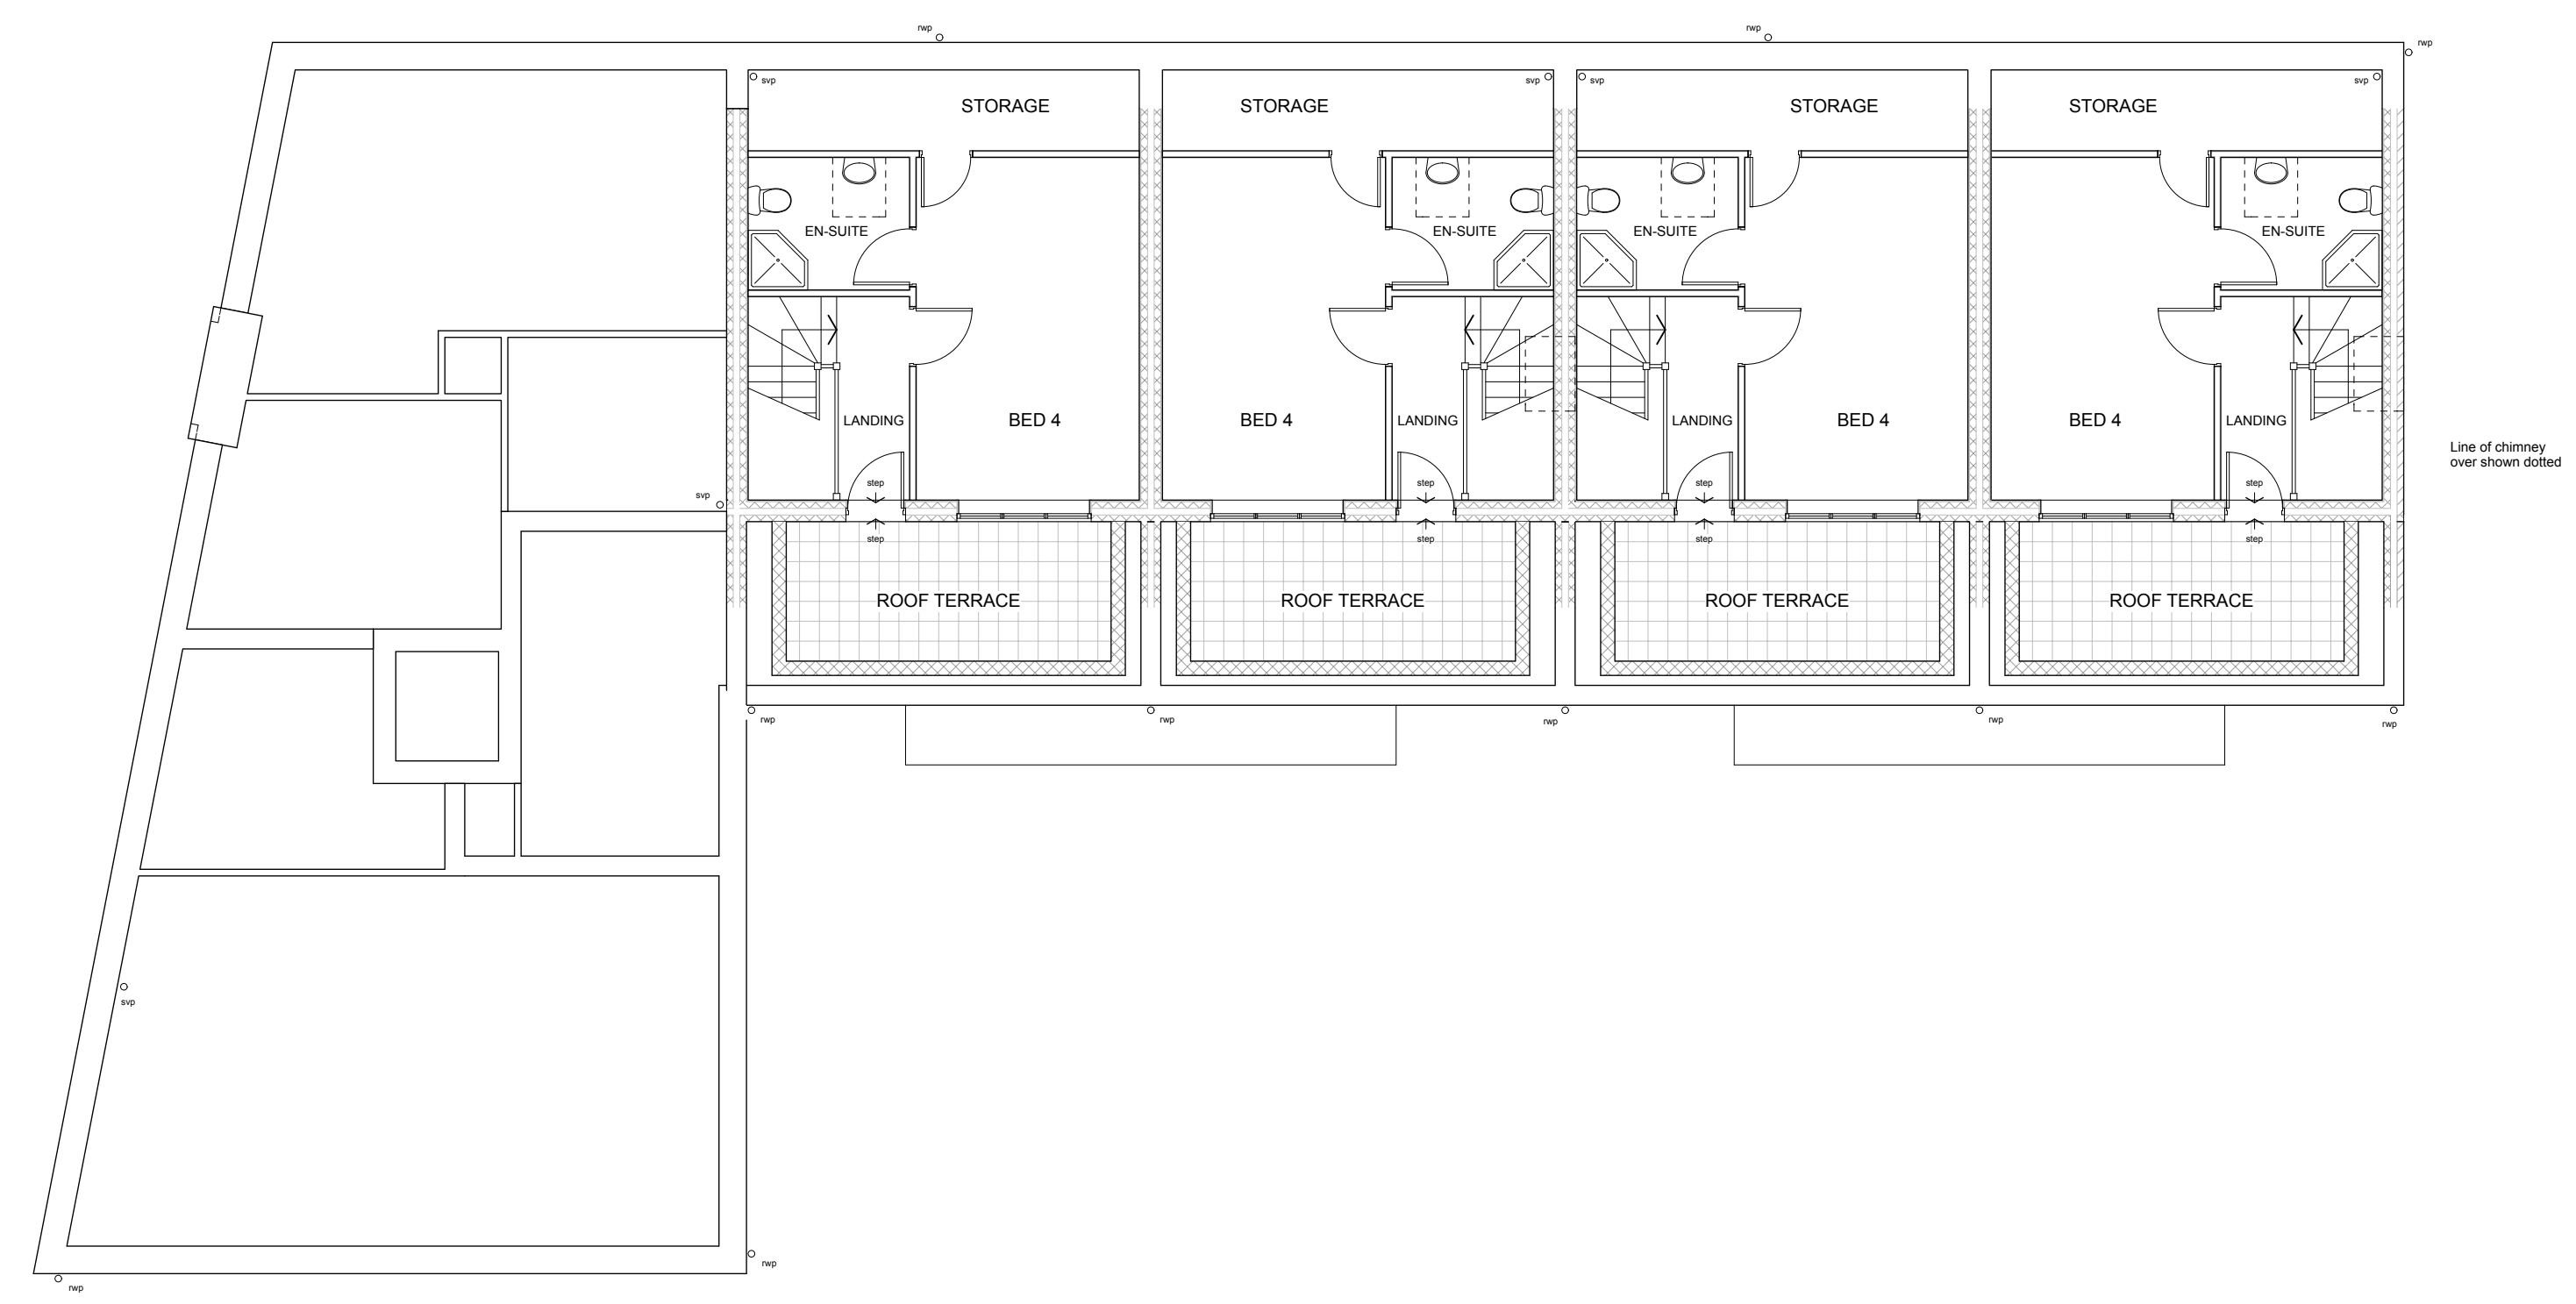 rwp
rwp
rwp
svp
svp
svp
svp
STORAGE
STORAGE
STORAGE
STORAGE
EN-SUITE
EN-SUITE
EN-SUITE
EN-SUITE
LANDING
BED 4
BED 4
LANDING
LANDING
BED 4
BED 4
LANDING
Line of chimney
over shown dotted
svp
step
step
step
step
step
step
step
step
ROOF TERRACE
ROOF TERRACE
ROOF TERRACE
ROOF TERRACE
rwp
rwp
rwp
rwp
rwp
svp
rwp
rwp